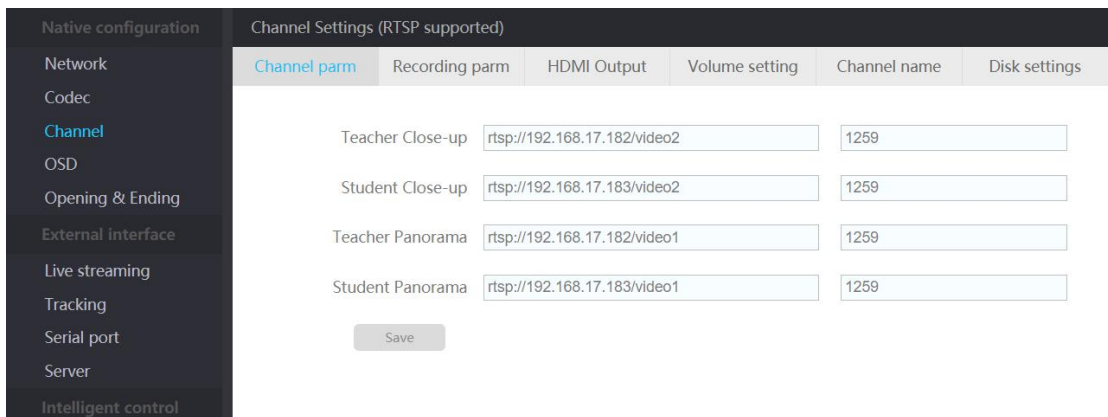 Native configuration
Network
Codec
Channel
OSD
Opening & Ending
External interface
Live streaming
Tracking
Serial port
Server
Intelligent control
Channel Settings (RTSP supported)
Channel parm Recording parm HDMI Output Volume setting Channel name Disk settings
Teacher Close-up rtsp://192.168.17.182/video2 1259
Student Close-up rtsp://192.168.17.183/video2 1259
Teacher Panorama rtsp://192.168.17.182/video1 1259
Student Panorama rtsp://192.168.17.183/video1 1259
Save